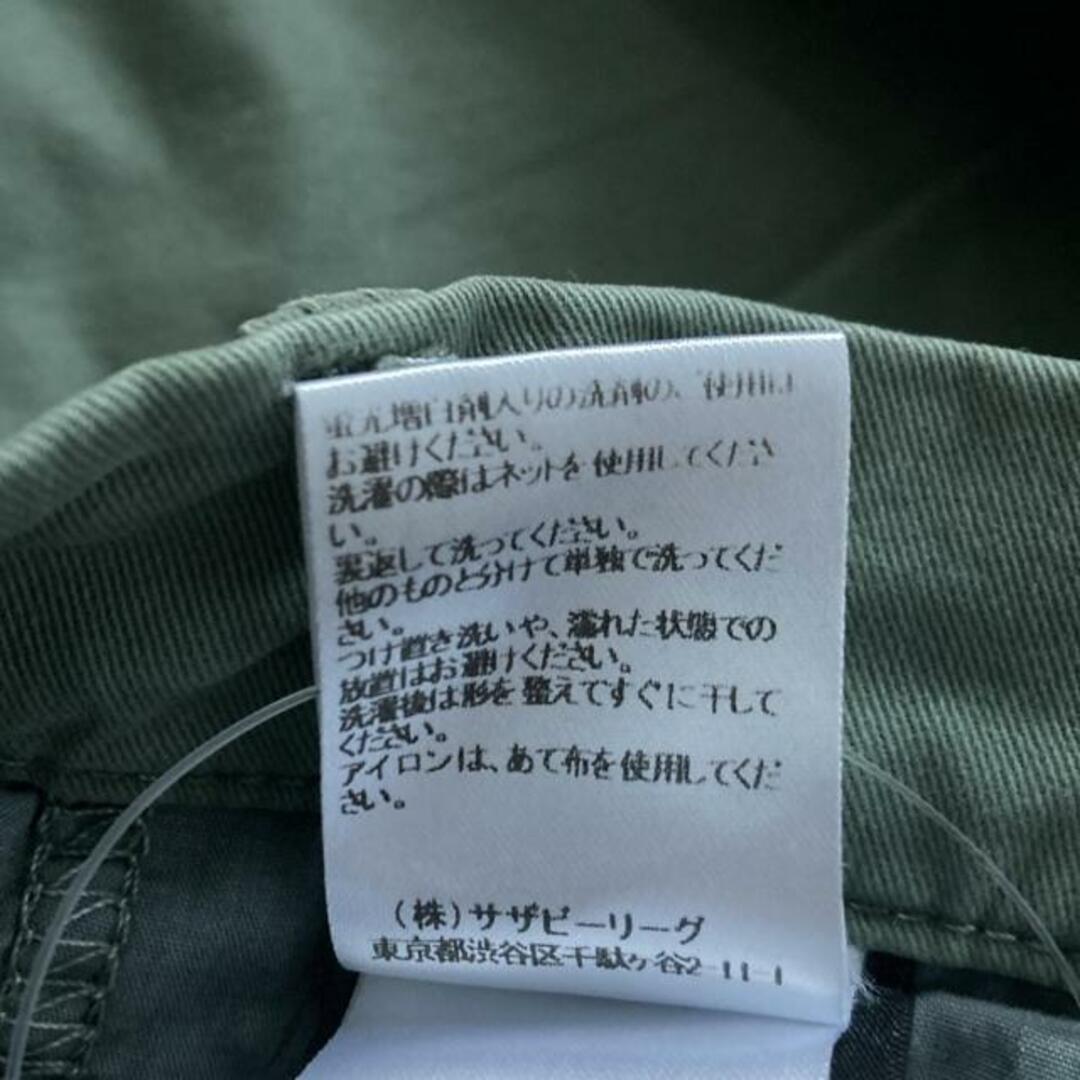 蛍光増白剤入りの洗剤の、使用は
お避けください。
洗濯の際はネットを使用してくださ
い。
裏返して洗ってください。
他のものと分けて単独で洗ってくだ
さい。
つけ置き洗いや、濡れた状態での
放置はお避けください。
洗濯後は形を整えてすぐに干して
ください。
アイロンは、あて布を使用してくだ
さい。
(株)サザビーリーグ
東京都渋谷区千駄ヶ谷2-11-1